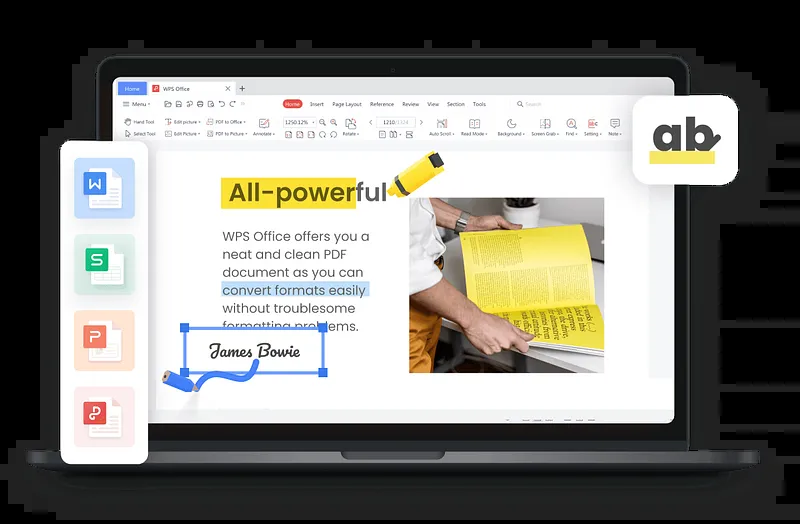 Home
WPS Office
Menu
Home
Insert
Page Layout
Reference
Review
View
Section
Tools
Search
Hand Tool
Select Tool
Edit picture
Edit Picture
PDF to Office
PDF to Picture
Annotate
1250.12%
Rotate
1210/1324
Auto Scroll
Read Mode
Background
Screen Grab
Find
Setting
Note
W
S
P
ab
All-powerful
WPS Office offers you a
neat and clean PDF
document as you can
convert formats easily
without troublesome
formatting problems.
James Bowie